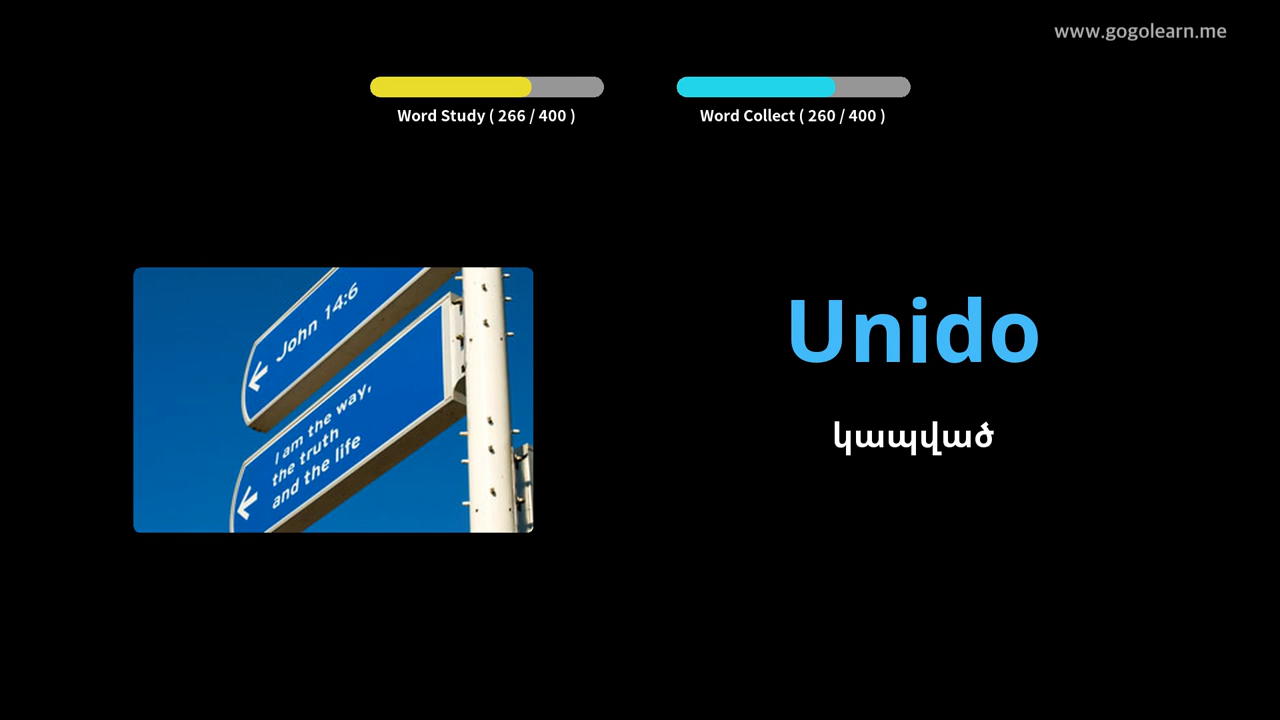 www.gogolearn.me
Word Study ( 266 / 400 )
Word Collect ( 260 / 400 )
John 14:6
I am the way,
the truth
and the life
Unido
կապված